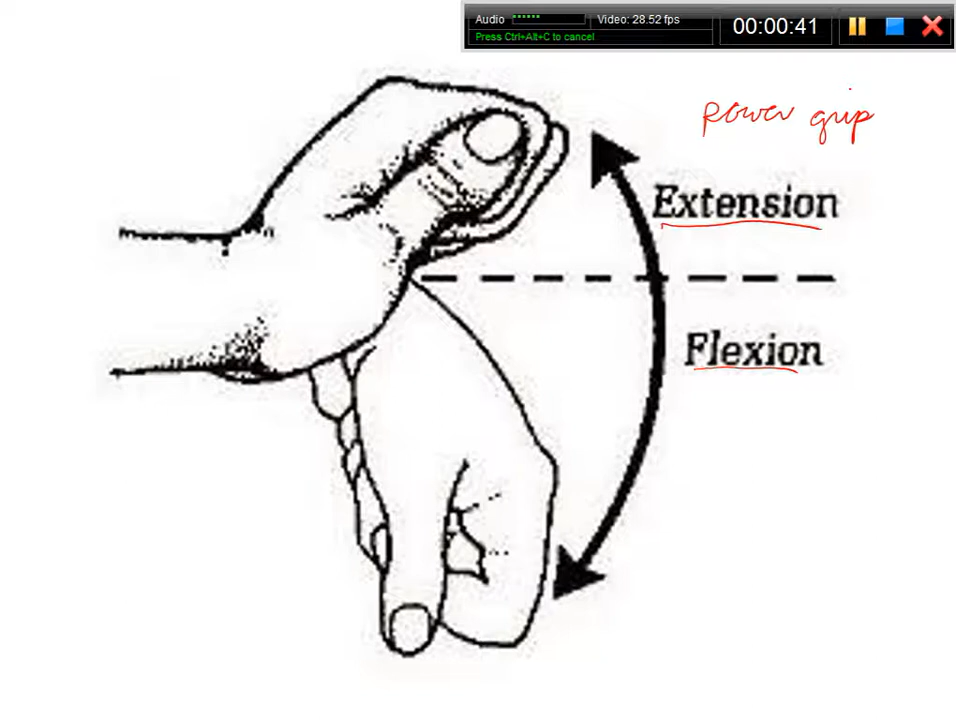 Audio
Video: 28.52 fps
00:00:41
Press Ctrl+Alt+C to cancel
Power grip
Extension
Flexion